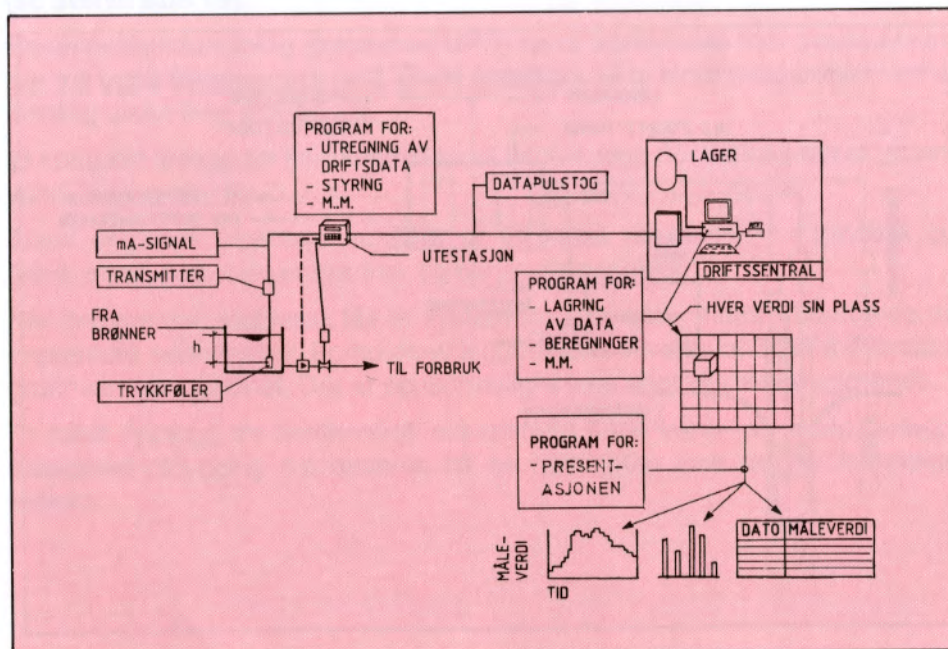 PROGRAM FOR:
- UTREGNING AV
DRIFTSDATA
- STYRING
- M.M.
LAGER
DATAPULSTOG
mA-SIGNAL
UTESTASJON
TRANSMITTER
DRIFTSSENTRAL
PROGRAM FOR:
- LAGRING
AV DATA
- BEREGNINGER
- M.M.
HVER VERDI SIN PLASS
FRA
BRØNNER
h
TIL FORBRUK
TRYKKFØLER
PROGRAM FOR:
- PRESENT-
ASJONEN
MÅLE-
VERDI
TID
DATO MÅLEVERDI